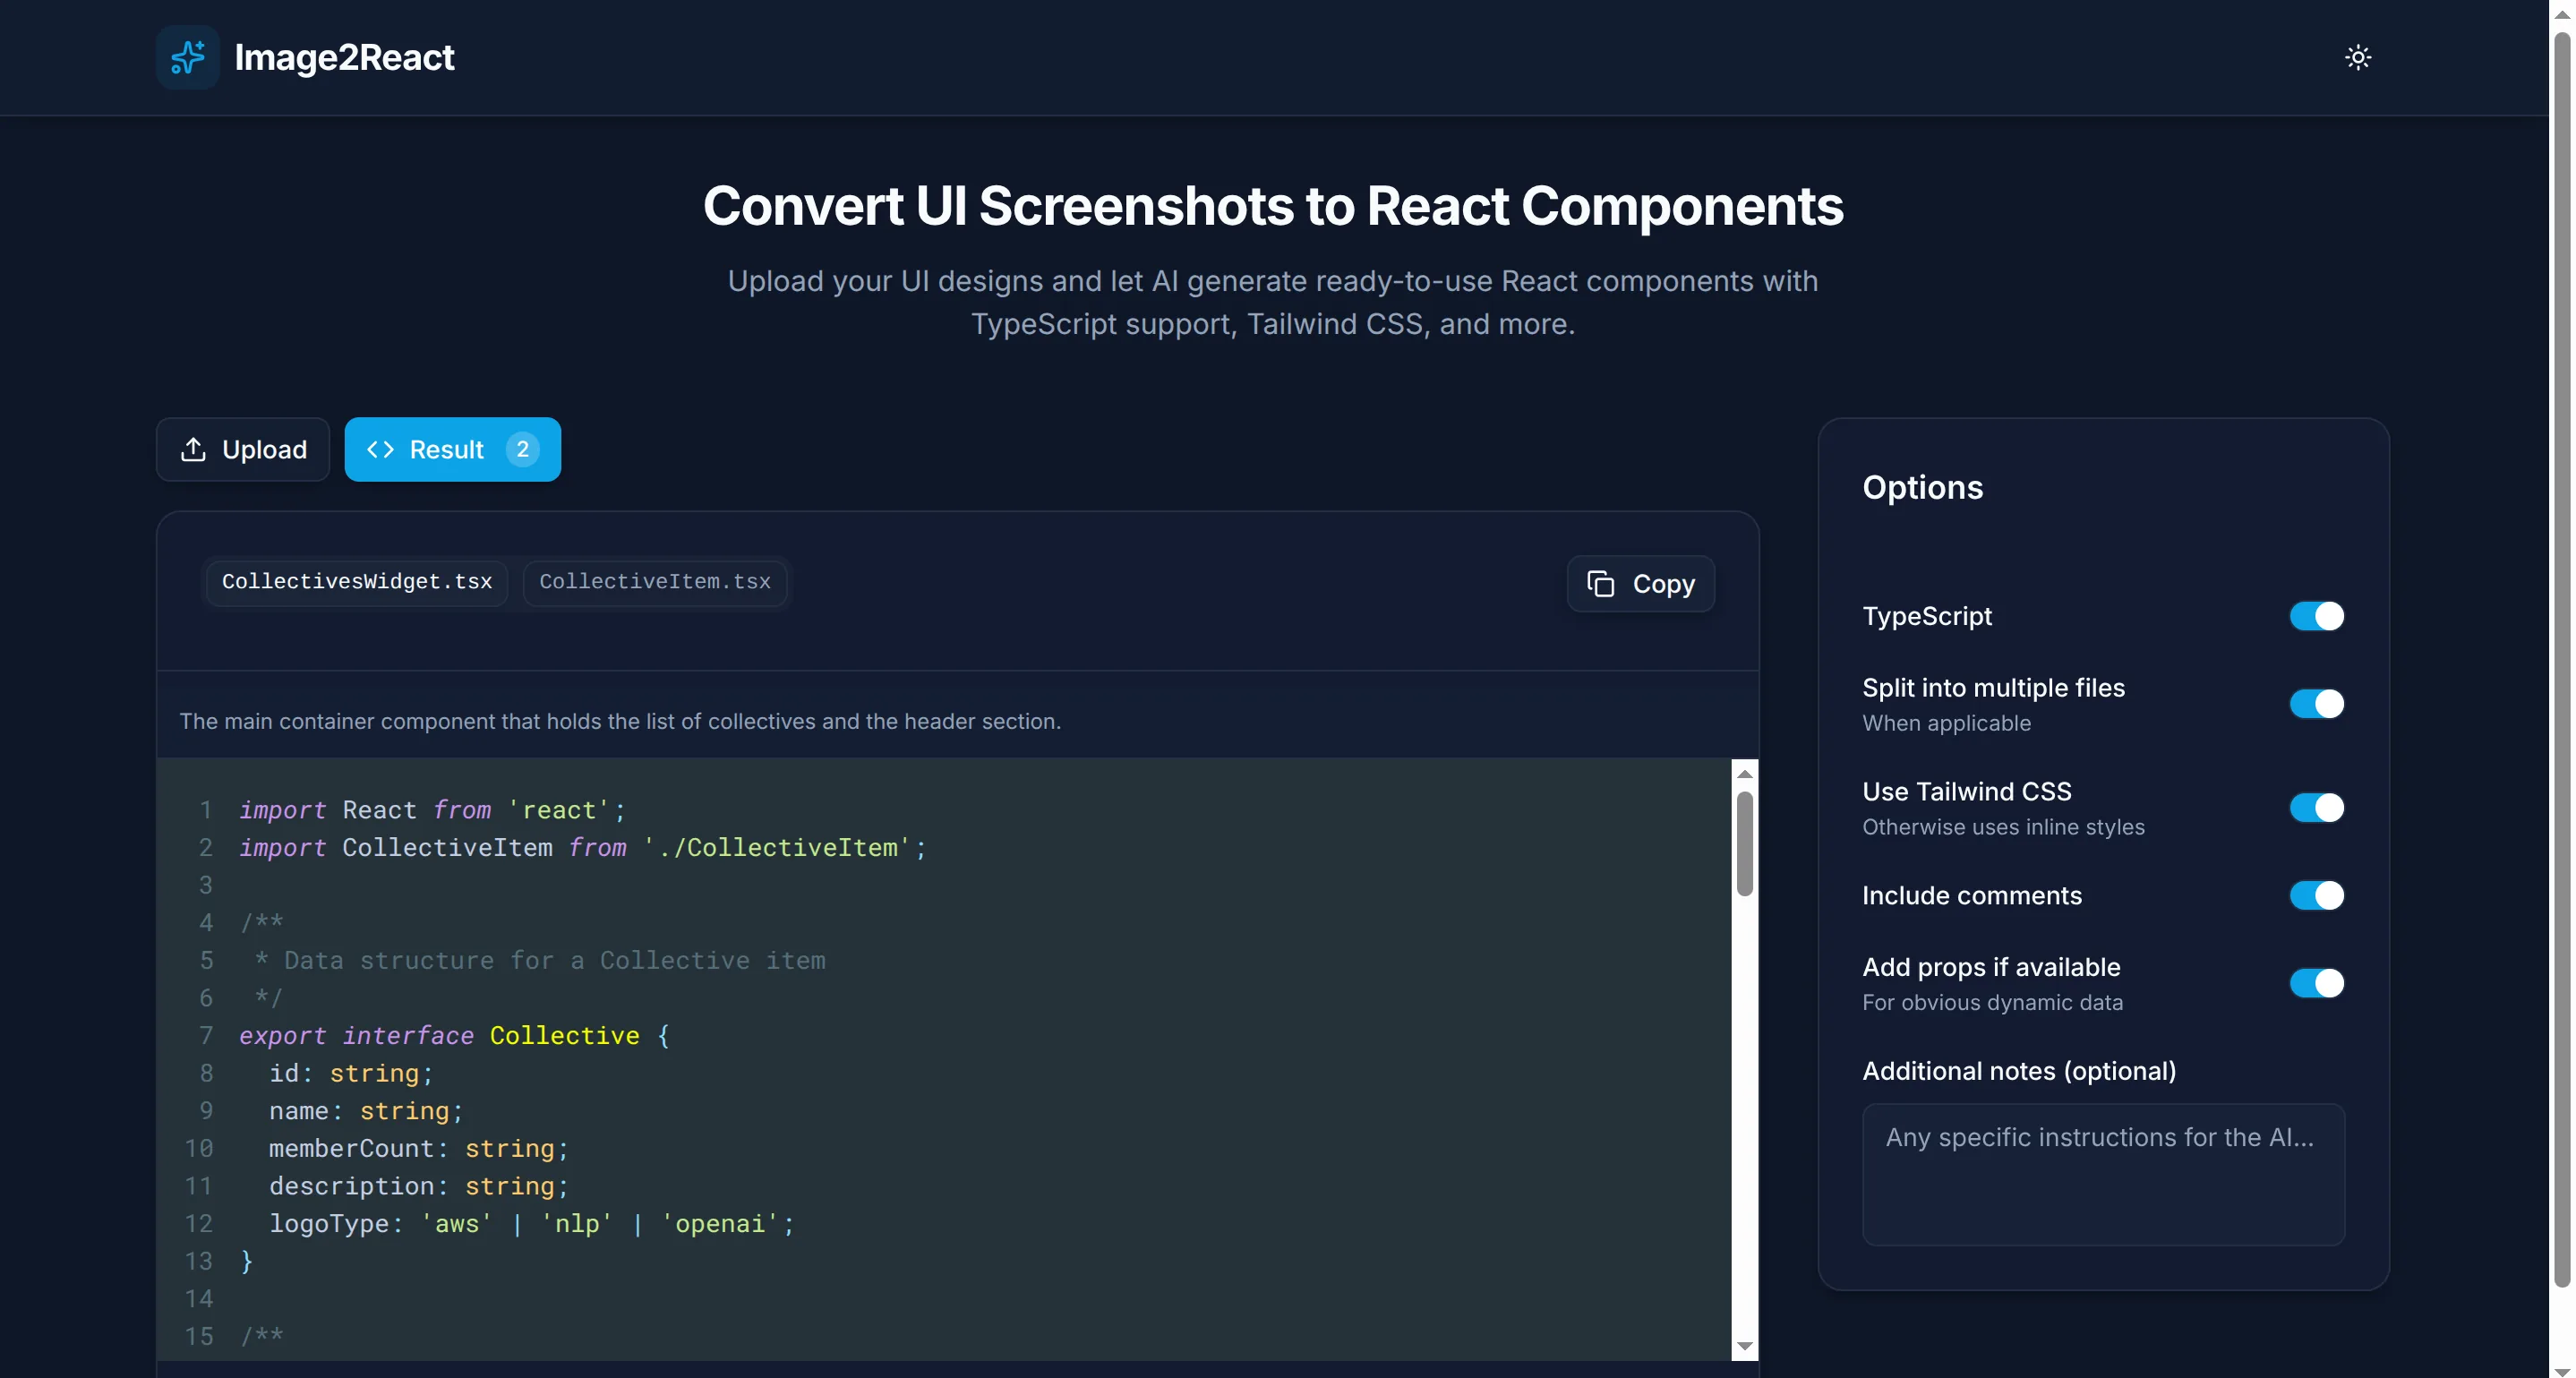 Image2React
Convert UI Screenshots to React Components
Upload your UI designs and let AI generate ready-to-use React components with
TypeScript support, Tailwind CSS, and more.
Upload
Result 2
CollectivesWidget.tsx CollectiveItem.tsx
Copy
The main container component that holds the list of collectives and the header section.
1 import React from 'react';
2 import CollectiveItem from './CollectiveItem';
3
4 /**
5  * Data structure for a Collective item
6  */
7 export interface Collective {
8   id: string;
9   name: string;
10   memberCount: string;
11   description: string;
12   logoType: 'aws' | 'nlp' | 'openai';
13 }
14
15 /**
Options
TypeScript
Split into multiple files
When applicable
Use Tailwind CSS
Otherwise uses inline styles
Include comments
Add props if available
For obvious dynamic data
Additional notes (optional)
Any specific instructions for the AI...